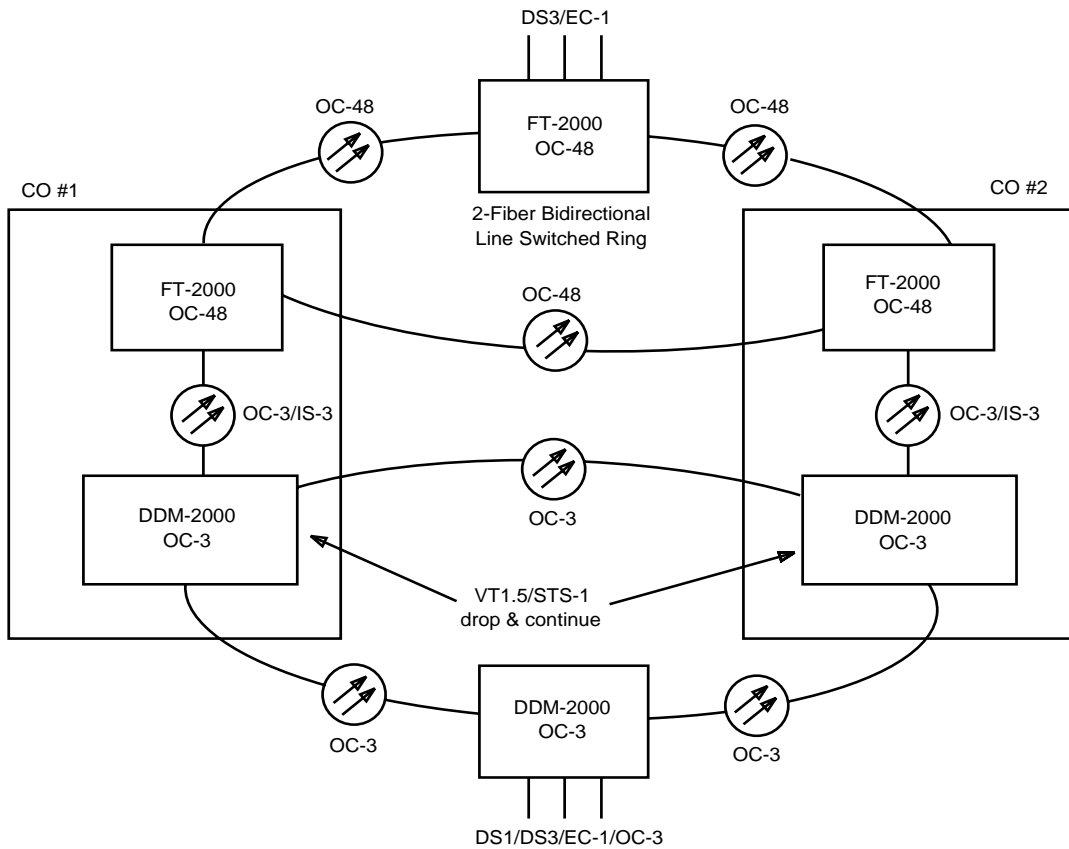 DS3/EC-1
OC-48
OC-48
FT-2000
OC-48
CO #1
CO #2
2-Fiber Bidirectional
Line Switched Ring
FT-2000
OC-48
OC-48
FT-2000
OC-48
OC-3/IS-3
OC-3/IS-3
DDM-2000
OC-3
OC-3
DDM-2000
OC-3
VT1.5/STS-1
drop & continue
DDM-2000
OC-3
OC-3
OC-3
DS1/DS3/EC-1/OC-3